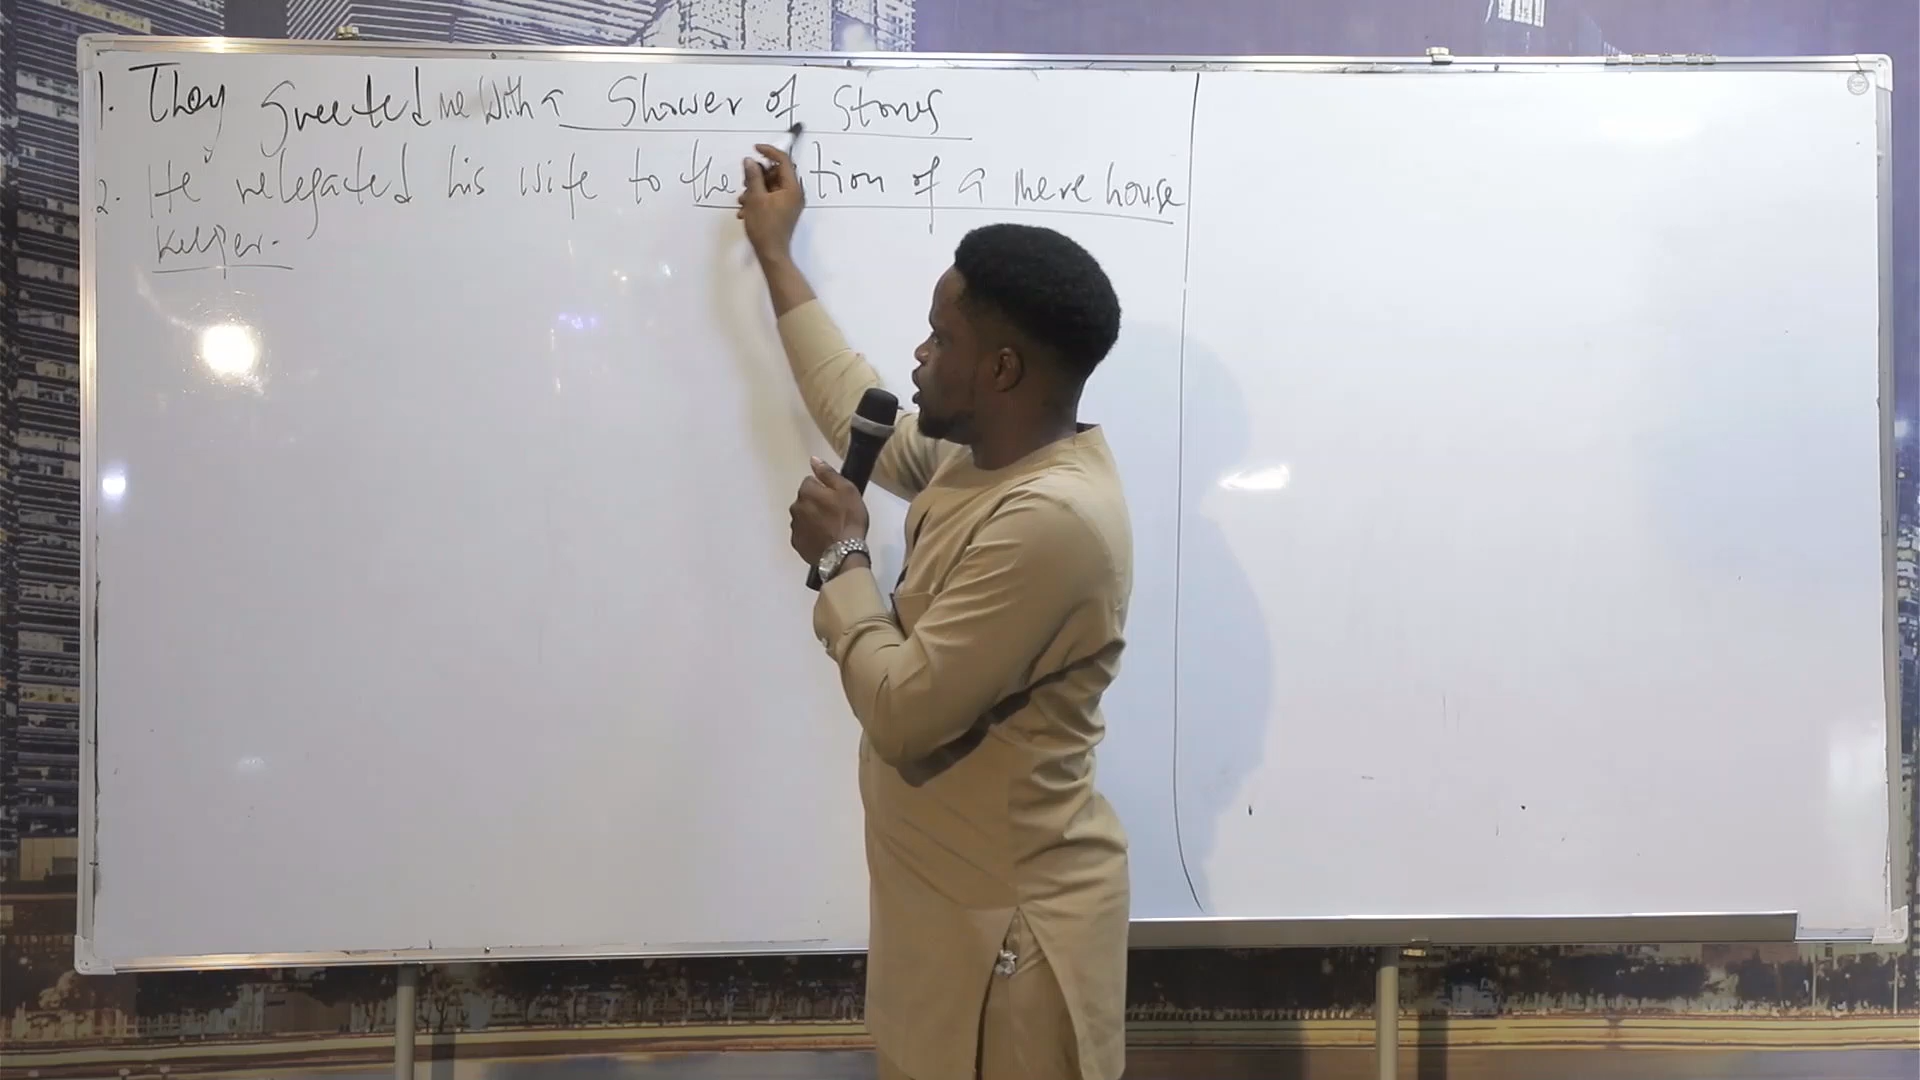 1. They greeted me with a shower of stones
2. He relegated his wife to the ition of a mere house
keeper.